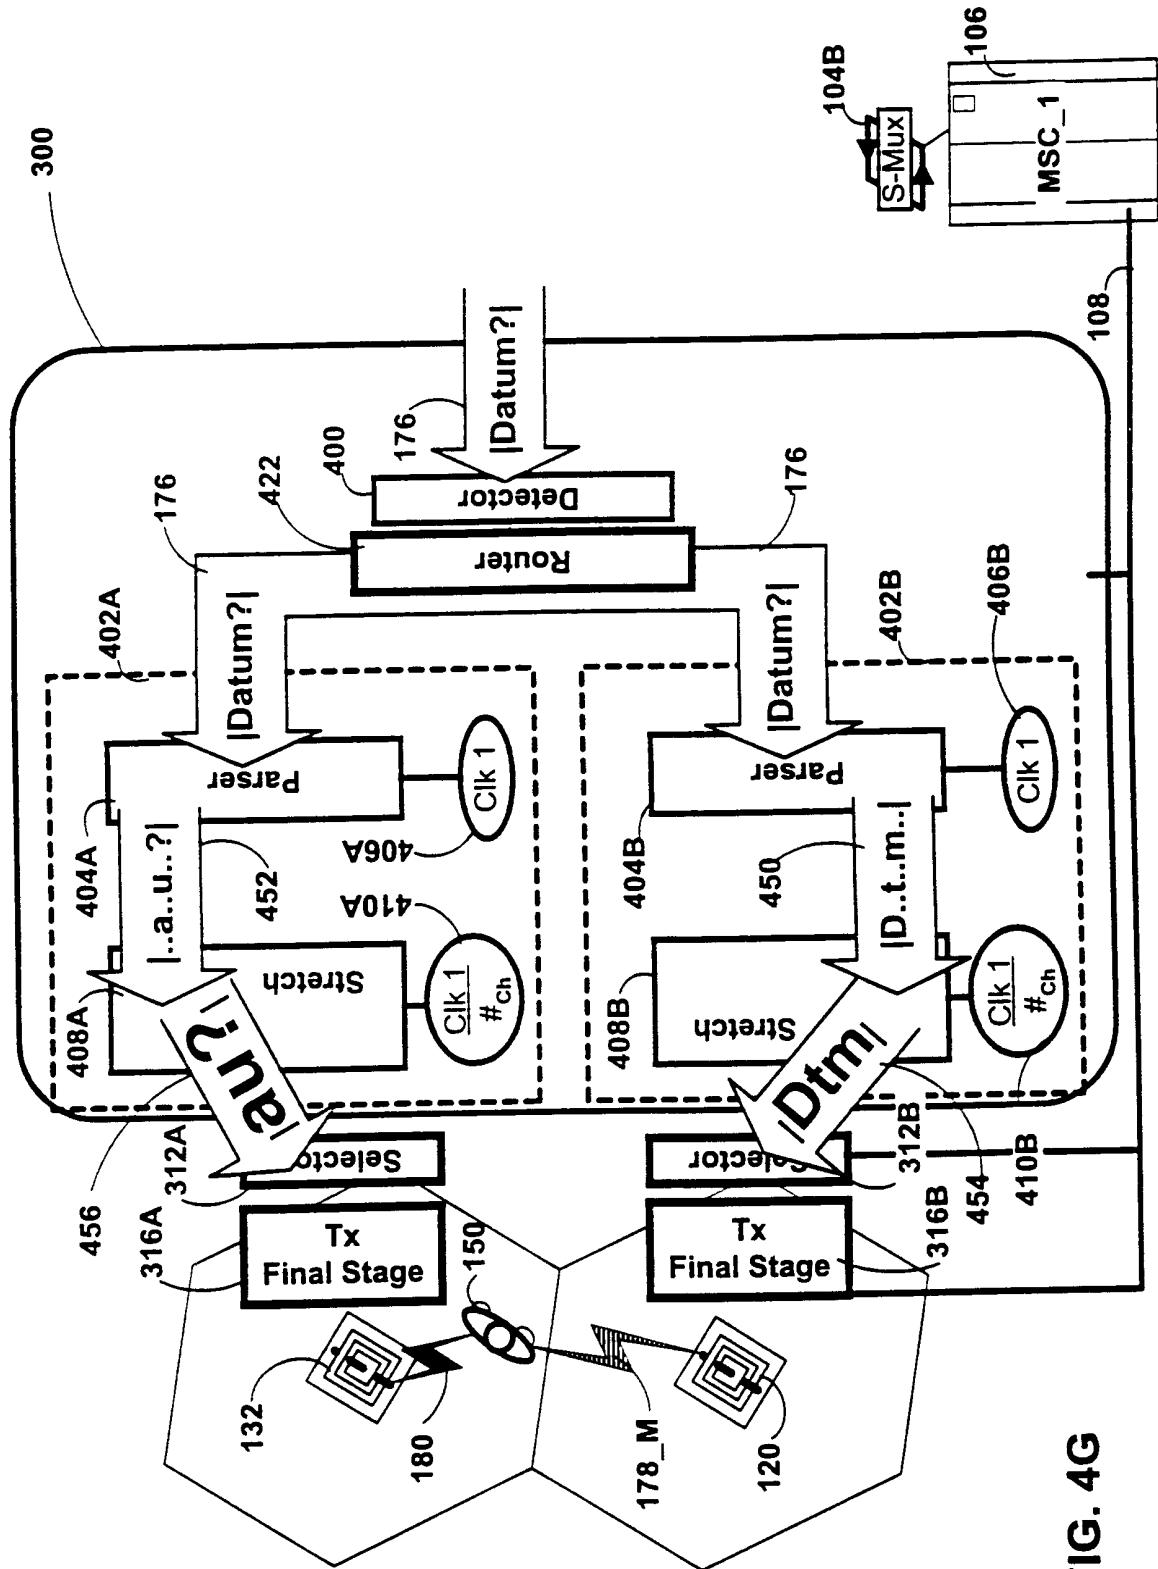 300
104B
S-Mux
106
MSC_1
108
176
|Datum?|
400
Detector
422
Router
176
176
402A
|Datum?|
402B
|Datum?|
404A
Parser
406A
Clk 1
404B
Parser
406B
Clk 1
|..a..u..?|
452
450
|D..t..m..|
408A
Stretch
410A
Clk 1
#Ch
408B
Stretch
Clk 1
#Ch
410B
|au?|
456
|Dtm|
454
312A
Selector
312B
Selector
316A
Tx
Final Stage
316B
Tx
Final Stage
150
132
180
178_M
120
FIG. 4G